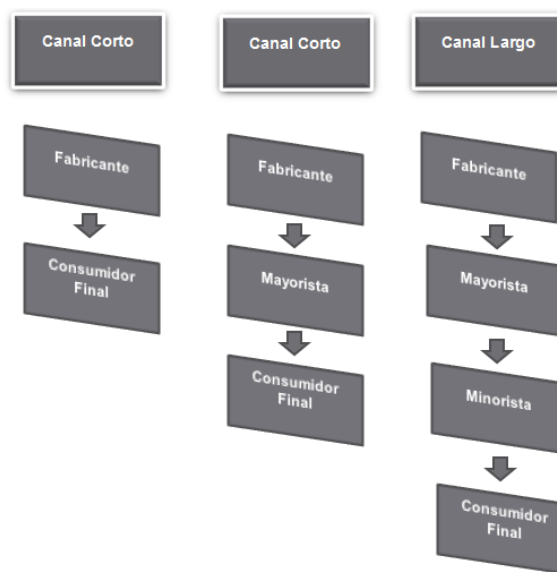 Canal Corto
Fabricante
Consumidor
Final
Canal Corto
Fabricante
Mayorista
Consumidor
Final
Canal Largo
Fabricante
Mayorista
Minorista
Consumidor
Final